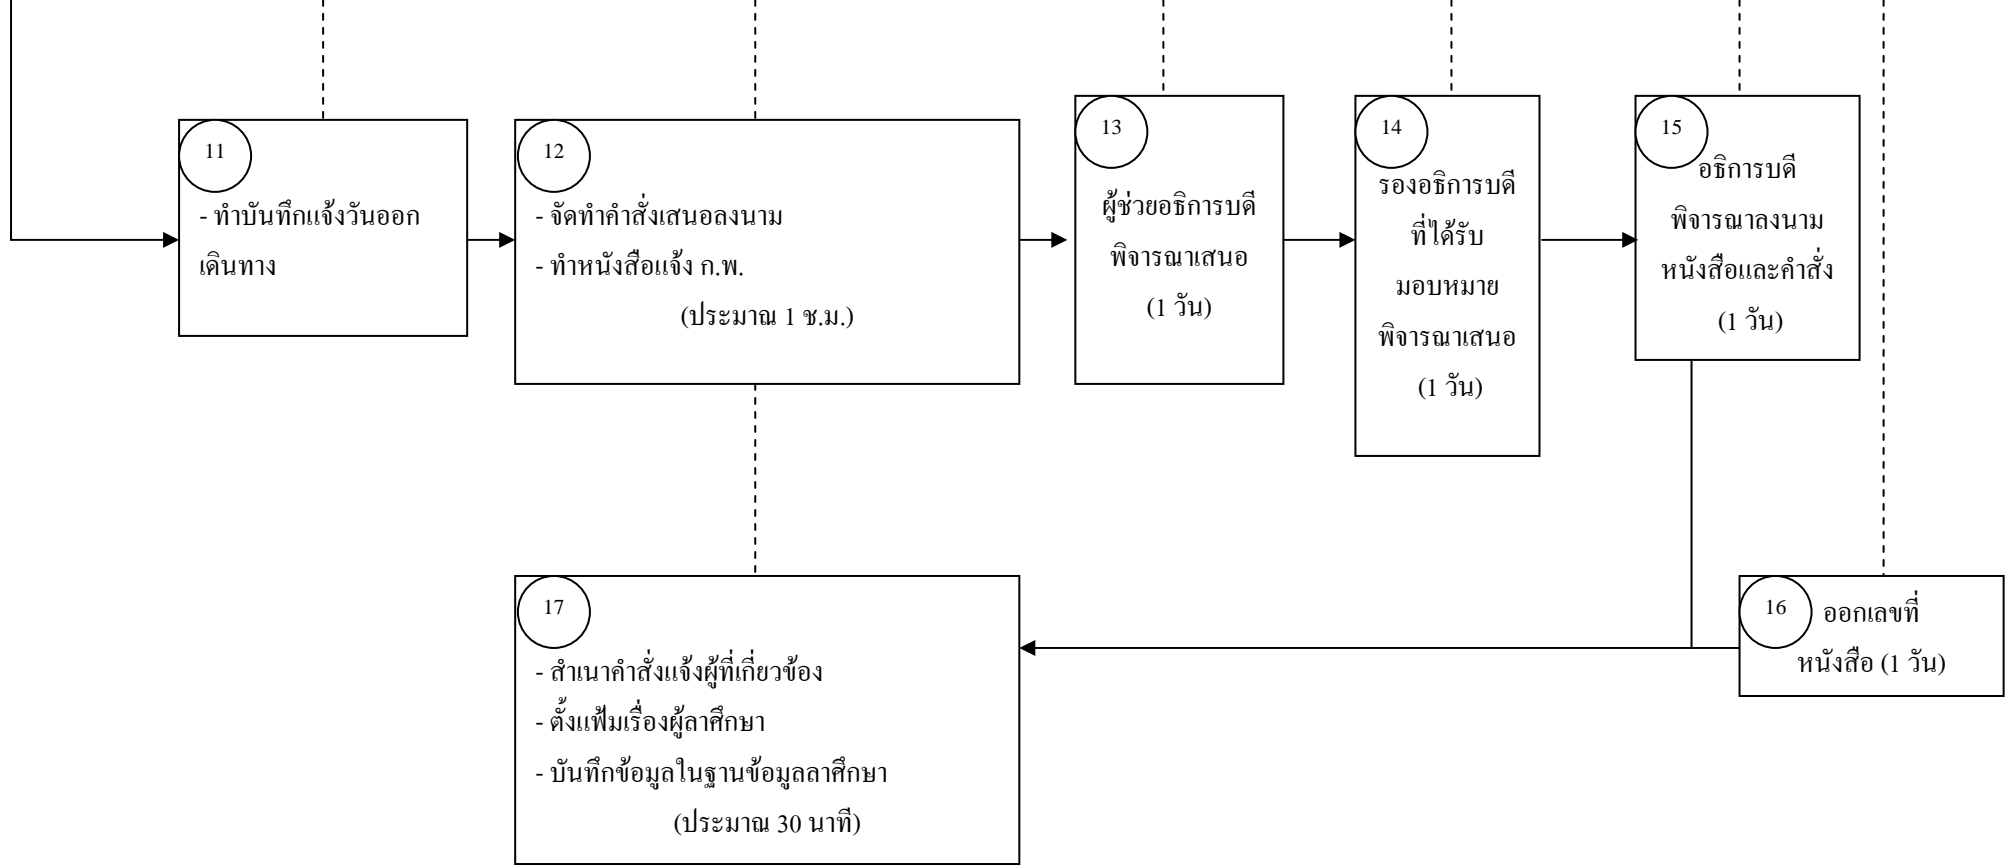 11
- ทำบันทึกแจ้งวันออก
เดินทาง
12
- จัดทำคำสั่งเสนอลงนาม
- ทำหนังสือแจ้ง ก.พ.
(ประมาณ 1 ช.ม.)
13
ผู้ช่วยอธิการบดี
พิจารณาเสนอ
(1 วัน)
14
รองอธิการบดี
ที่ได้รับ
มอบหมาย
พิจารณาเสนอ
(1 วัน)
15
อธิการบดี
พิจารณาลงนาม
หนังสือและคำสั่ง
(1 วัน)
16
ออกเลขที่
หนังสือ (1 วัน)
17
- สำเนาคำสั่งแจ้งผู้ที่เกี่ยวข้อง
- ตั้งแฟ้มเรื่องผู้ลาศึกษา
- บันทึกข้อมูลในฐานข้อมูลลาศึกษา
(ประมาณ 30 นาที)